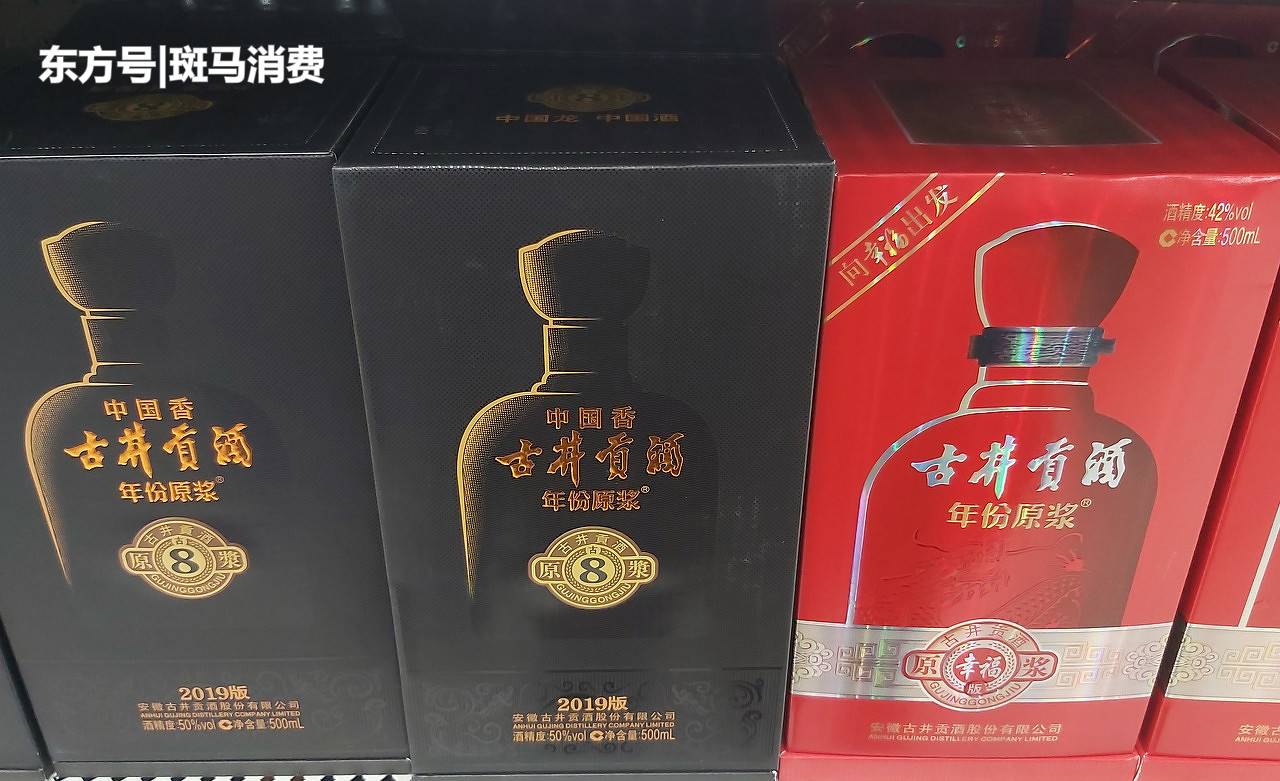 东方号|斑马消费
中国香
古井贡酒
年份原浆®
古井贡酒
原 8 浆
GUJINGGONGJIU
2019版
安徽古井贡酒股份有限公司
ANHUI GUJING DISTILLERY COMPANY LIMITED
酒精度:50%vol 净含量:500mL
中国龙 中国酒
中国香
古井贡酒
年份原浆®
古井贡酒
古
原 8 浆
GUJINGGONGJIU
2019版
安徽古井贡酒股份有限公司
ANHUI GUJING DISTILLERY COMPANY LIMITED
酒精度:50%vol 净含量:500mL
向幸福出发
酒精度:42%vol
净含量:500mL
古井贡酒
年份原浆®
古井贡酒
原 幸福 浆
版
GUJINGGONGJIU
安徽古井贡酒股份有限公司
ANHUI GUJING DISTILLERY COMPANY LIMITED
安徽古